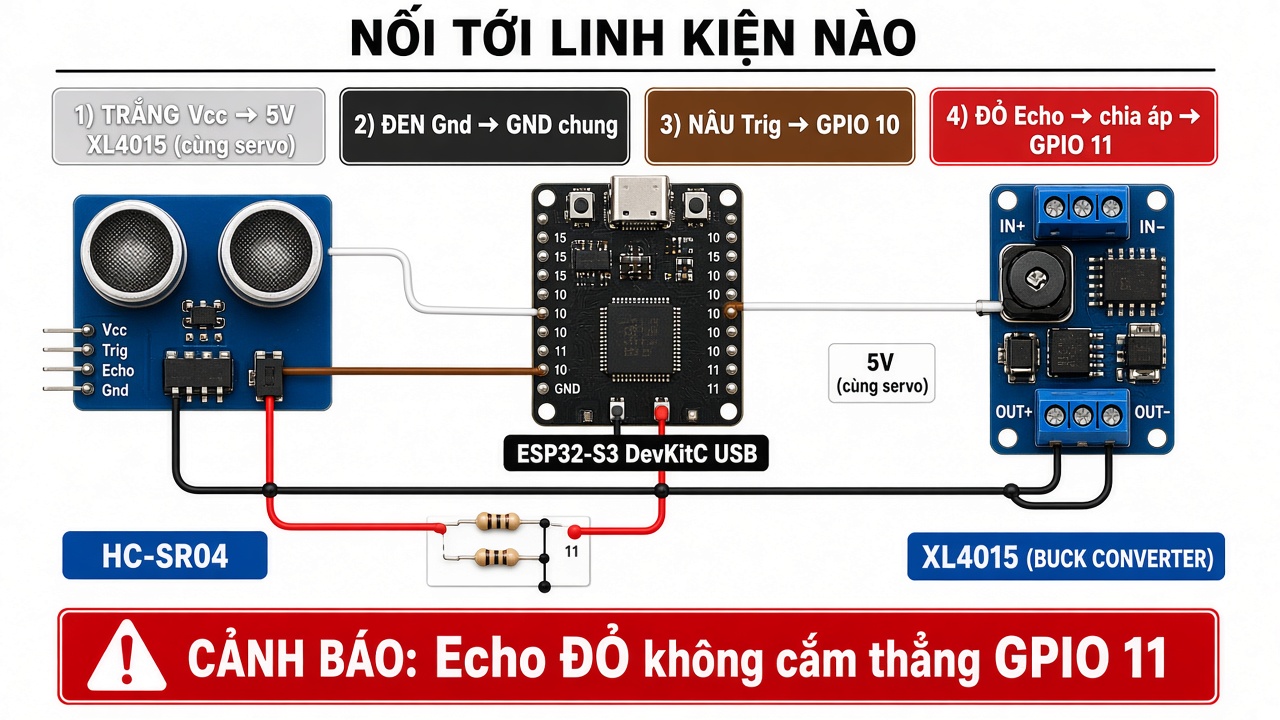 NỐI TỚI LINH KIỆN NÀO
1) TRẮNG Vcc → 5V
XL4015 (cùng servo)
2) ĐEN Gnd → GND chung
3) NÂU Trig → GPIO 10
4) ĐỎ Echo → chia áp →
GPIO 11
Vcc
Trig
Echo
Gnd
15
15
15
10
10
10
11
10
GND
10
10
10
10
10
10
10
11
11
ESP32-S3 DevKitC USB
5V
(cùng servo)
IN+
IN−
OUT+
OUT−
11
HC-SR04
XL4015 (BUCK CONVERTER)
CẢNH BÁO: Echo ĐỎ không cắm thẳng GPIO 11